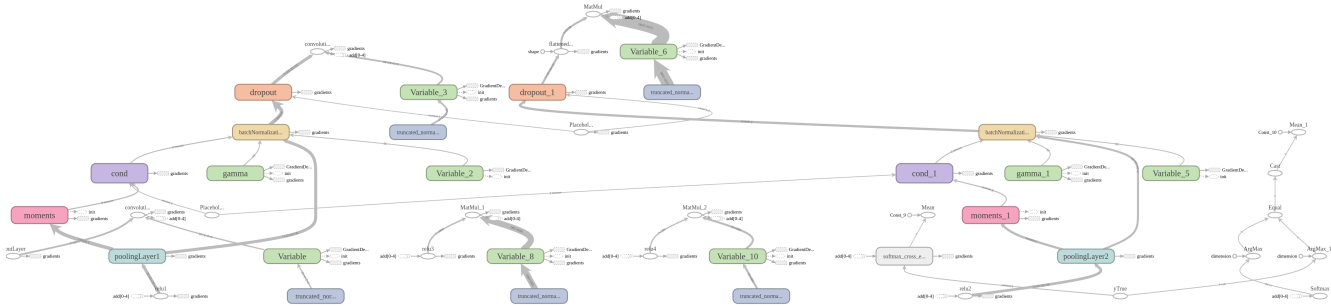 MatMul
gradients
add[0-4]
convoluti...
gradients
add[0-4]
flattened...
shape
gradients
Variable_6
GradientDe...
init
gradients
dropout
gradients
Variable_3
GradientDe...
init
gradients
dropout_1
gradients
truncated_norma...
batchNormalizati...
gradients
truncated_norma...
Placehol...
batchNormalizati...
gradients
Mean_1
Const_10
cond
gradients
gamma
GradientDe...
init
gradients
Variable_2
GradientDe...
init
cond_1
gradients
gamma_1
GradientDe...
init
gradients
Variable_5
GradientDe...
init
Cast
moments
init
gradients
convoluti...
gradients
add[0-4]
Placehol...
MatMul_1
gradients
add[0-4]
MatMul_2
gradients
add[0-4]
Mean
Const_9
moments_1
init
gradients
Equal
gradients
poolingLayer1
gradients
Variable
GradientDe...
init
gradients
relu3
add[0-4]
gradients
Variable_8
GradientDe...
init
gradients
relu4
add[0-4]
gradients
Variable_10
GradientDe...
init
gradients
add[0-4]
softmax_cross_e...
gradients
poolingLayer2
gradients
ArgMax
dimension
ArgMax_1
dimension
relu1
add[0-4]
gradients
truncated_nor...
truncated_norma...
truncated_norma...
relu2
add[0-4]
gradients
yTrue
Softmax
add[0-4]